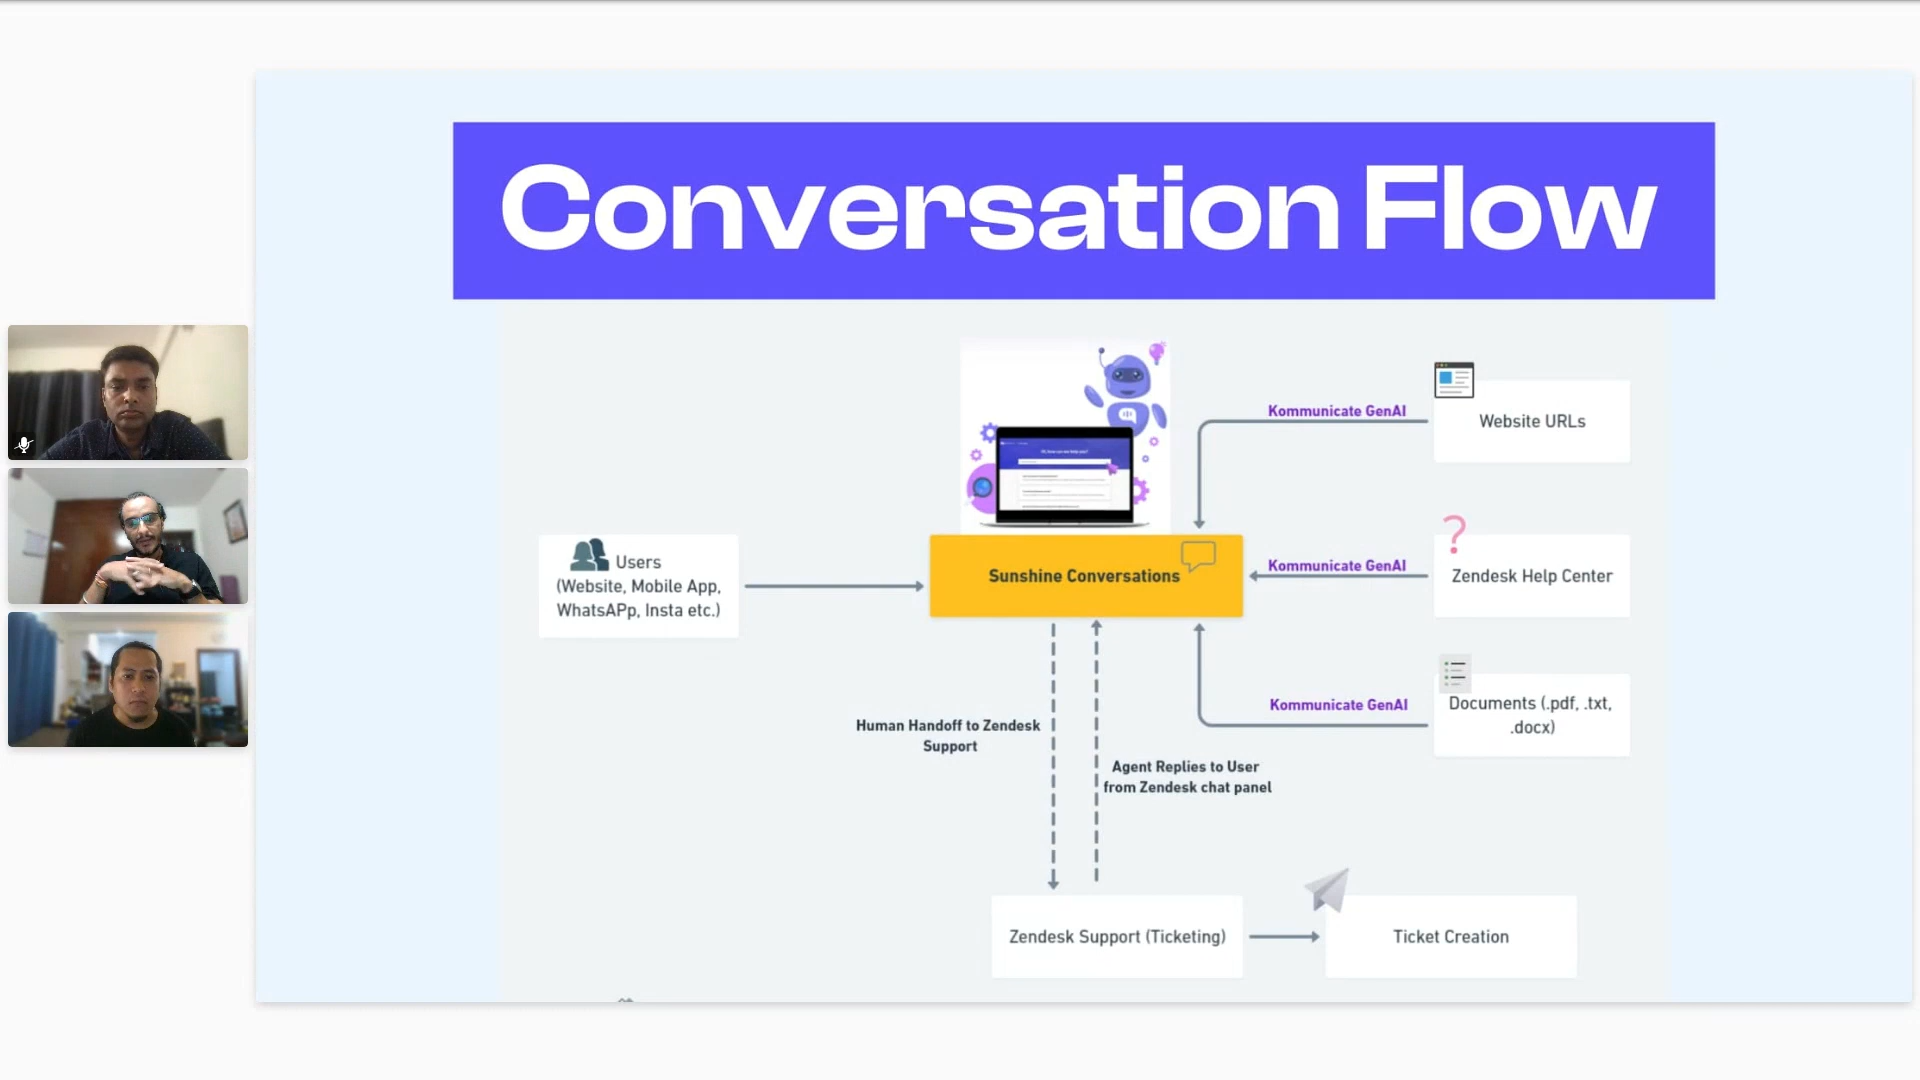 Conversation Flow
Kommunicate GenAI
Website URLs
Users
(Website, Mobile App,
WhatsAPp, Insta etc.)
Sunshine Conversations
Kommunicate GenAI
Zendesk Help Center
Kommunicate GenAI
Documents (.pdf, .txt,
.docx)
Human Handoff to Zendesk
Support
Agent Replies to User
from Zendesk chat panel
Zendesk Support (Ticketing)
Ticket Creation